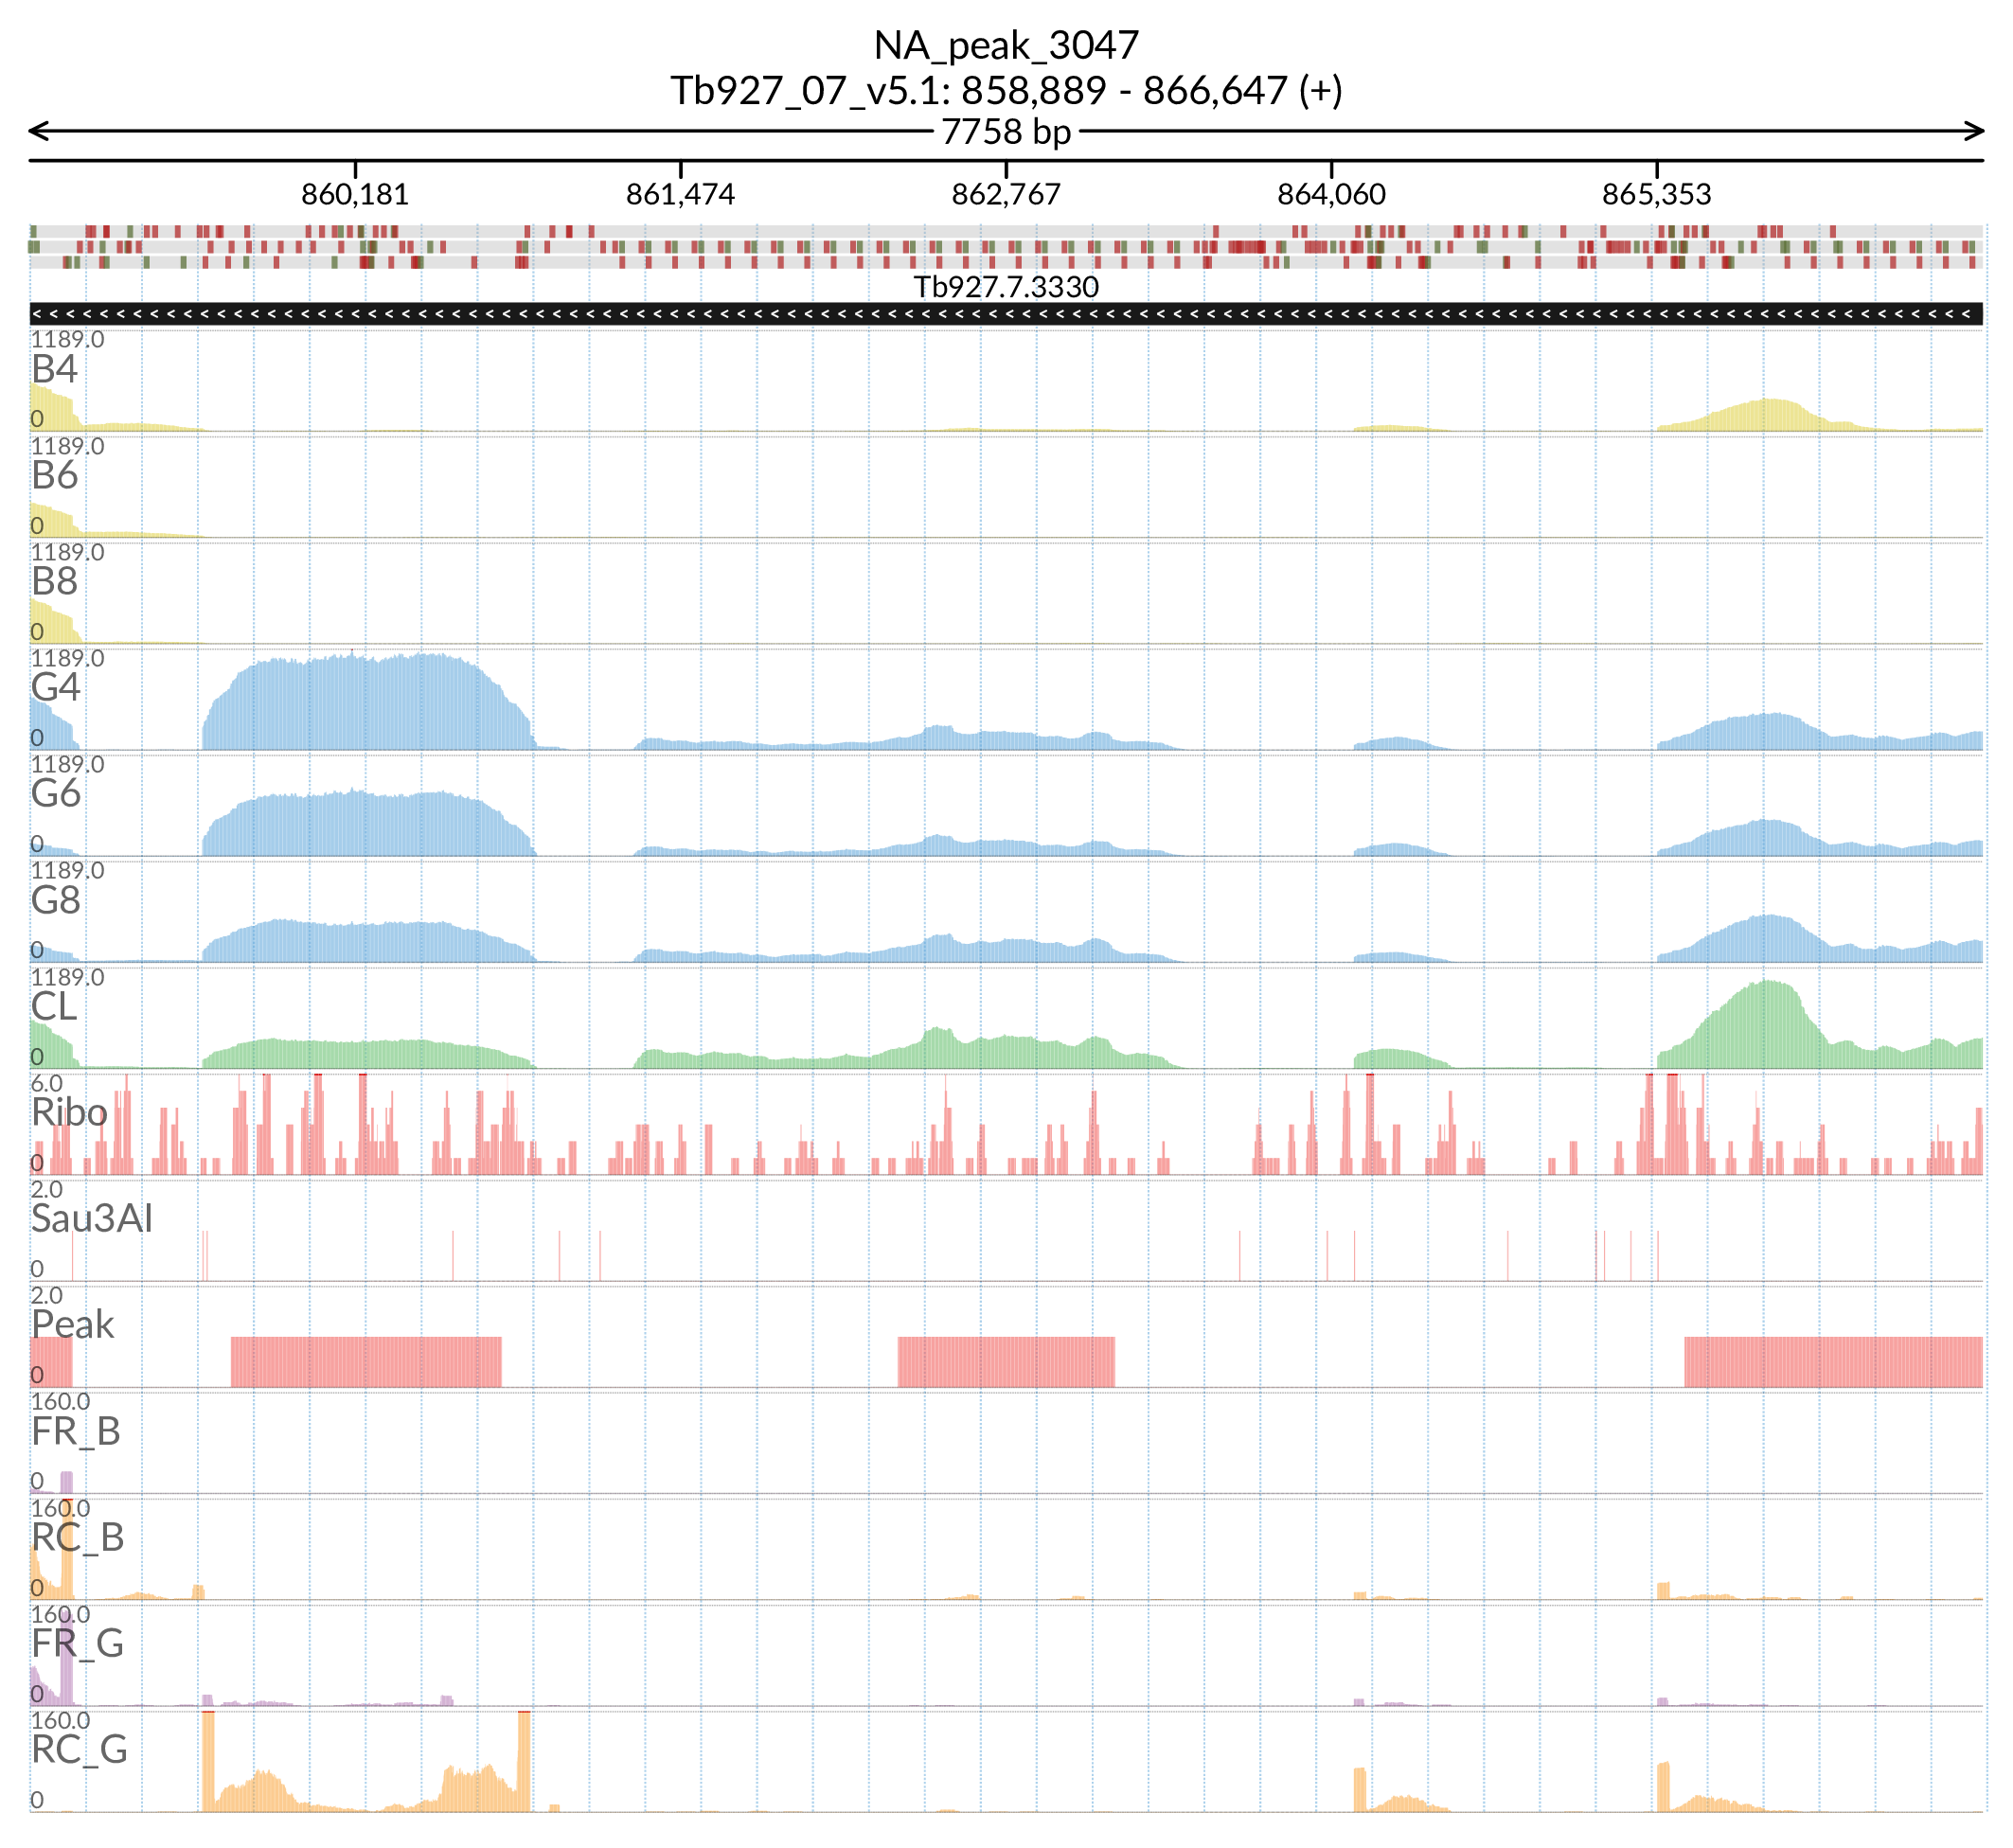 NA_peak_3047
Tb927_07_v5.1: 858,889 - 866,647 (+)
7758 bp
860,181 861,474 862,767 864,060 865,353
Tb927.7.3330
1189.0
B4
0
1189.0
B6
0
1189.0
B8
0
1189.0
G4
0
1189.0
G6
0
1189.0
G8
0
1189.0
CL
0
6.0
Ribo
0
2.0
Sau3AI
0
2.0
Peak
0
160.0
FR_B
0
160.0
RC_B
0
160.0
FR_G
0
160.0
RC_G
0